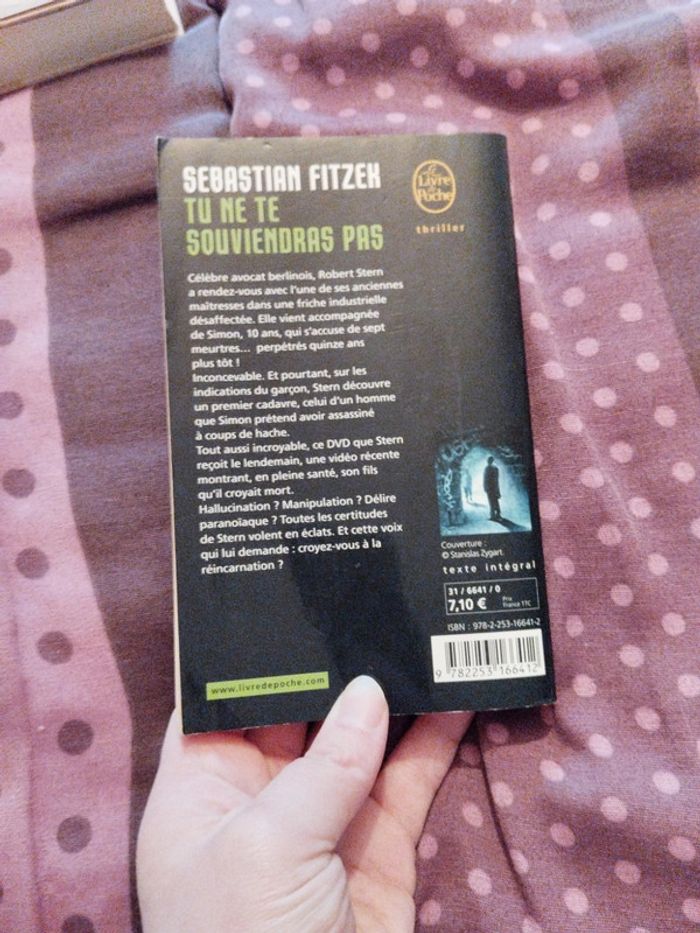 SEBASTIAN FITZEK
TU NE TE
SOUVIENDRAS PAS
Le
Livre
de
Poche
thriller
Célèbre avocat berlinois, Robert Stern
a rendez-vous avec l'une de ses anciennes
maîtresses dans une friche industrielle
désaffectée. Elle vient accompagnée
de Simon, 10 ans, qui s'accuse de sept
meurtres... perpétrés quinze ans
plus tôt !
Inconcevable. Et pourtant, sur les
indications du garçon, Stern découvre
un premier cadavre, celui d'un homme
que Simon prétend avoir assassiné
à coups de hache.
Tout aussi incroyable, ce DVD que Stern
reçoit le lendemain, une vidéo récente
montrant, en pleine santé, son fils
qu'il croyait mort.
Hallucination ? Manipulation ? Délire
paranoïaque ? Toutes les certitudes
de Stern volent en éclats. Et cette voix
qui lui demande : croyez-vous à la
réincarnation ?
Couverture :
© Stanislas Zygart.
texte intégral
31 / 6641 / 0
7,10 € Prix
France TTC
ISBN : 978-2-253-16641-2
9 782253 166412
www.livredepoche.com